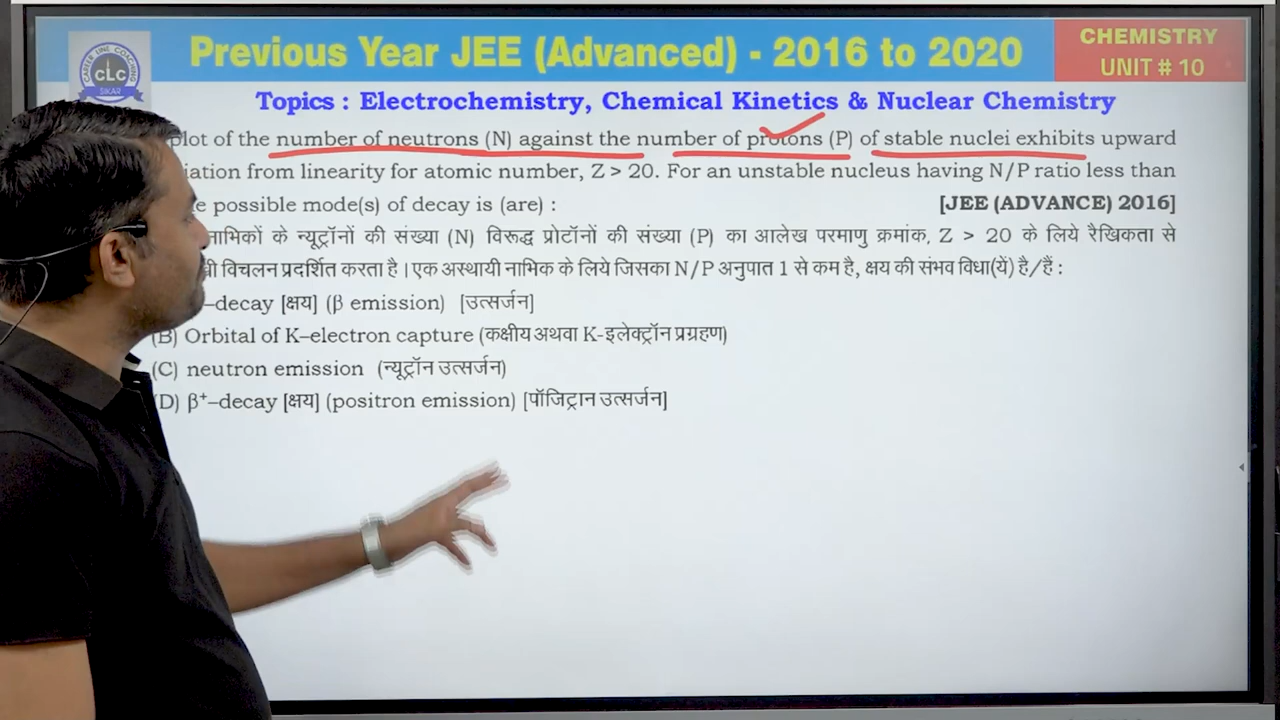 Previous Year JEE (Advanced) - 2016 to 2020
CHEMISTRY
UNIT # 10
CAREER LINE COACHING
CLC
SIKAR
Topics : Electrochemistry, Chemical Kinetics & Nuclear Chemistry
plot of the number of neutrons (N) against the number of protons (P) of stable nuclei exhibits upward
from linearity for atomic number, Z > 20. For an unstable nucleus having N/P ratio less than
possible mode(s) of decay is (are) : [JEE (ADVANCE) 2016]
नाभिकों के न्यूट्रॉनों की संख्या (N) विरूद्ध प्रोटॉनों की संख्या (P) का आलेख परमाणु क्रमांक, Z > 20 के लिये रैखिकता से
विचलन प्रदर्शित करता है। एक अस्थायी नाभिक के लिये जिसका N/P अनुपात 1 से कम है, क्षय की संभव विधा(यें) है/हैं :
–decay [क्षय] (β emission) [उत्सर्जन]
(B) Orbital of K–electron capture (कक्षीय अथवा K-इलेक्ट्रॉन प्रग्रहण)
(C) neutron emission (न्यूट्रॉन उत्सर्जन)
(D) β⁺–decay [क्षय] (positron emission) [पॉजिट्रान उत्सर्जन]